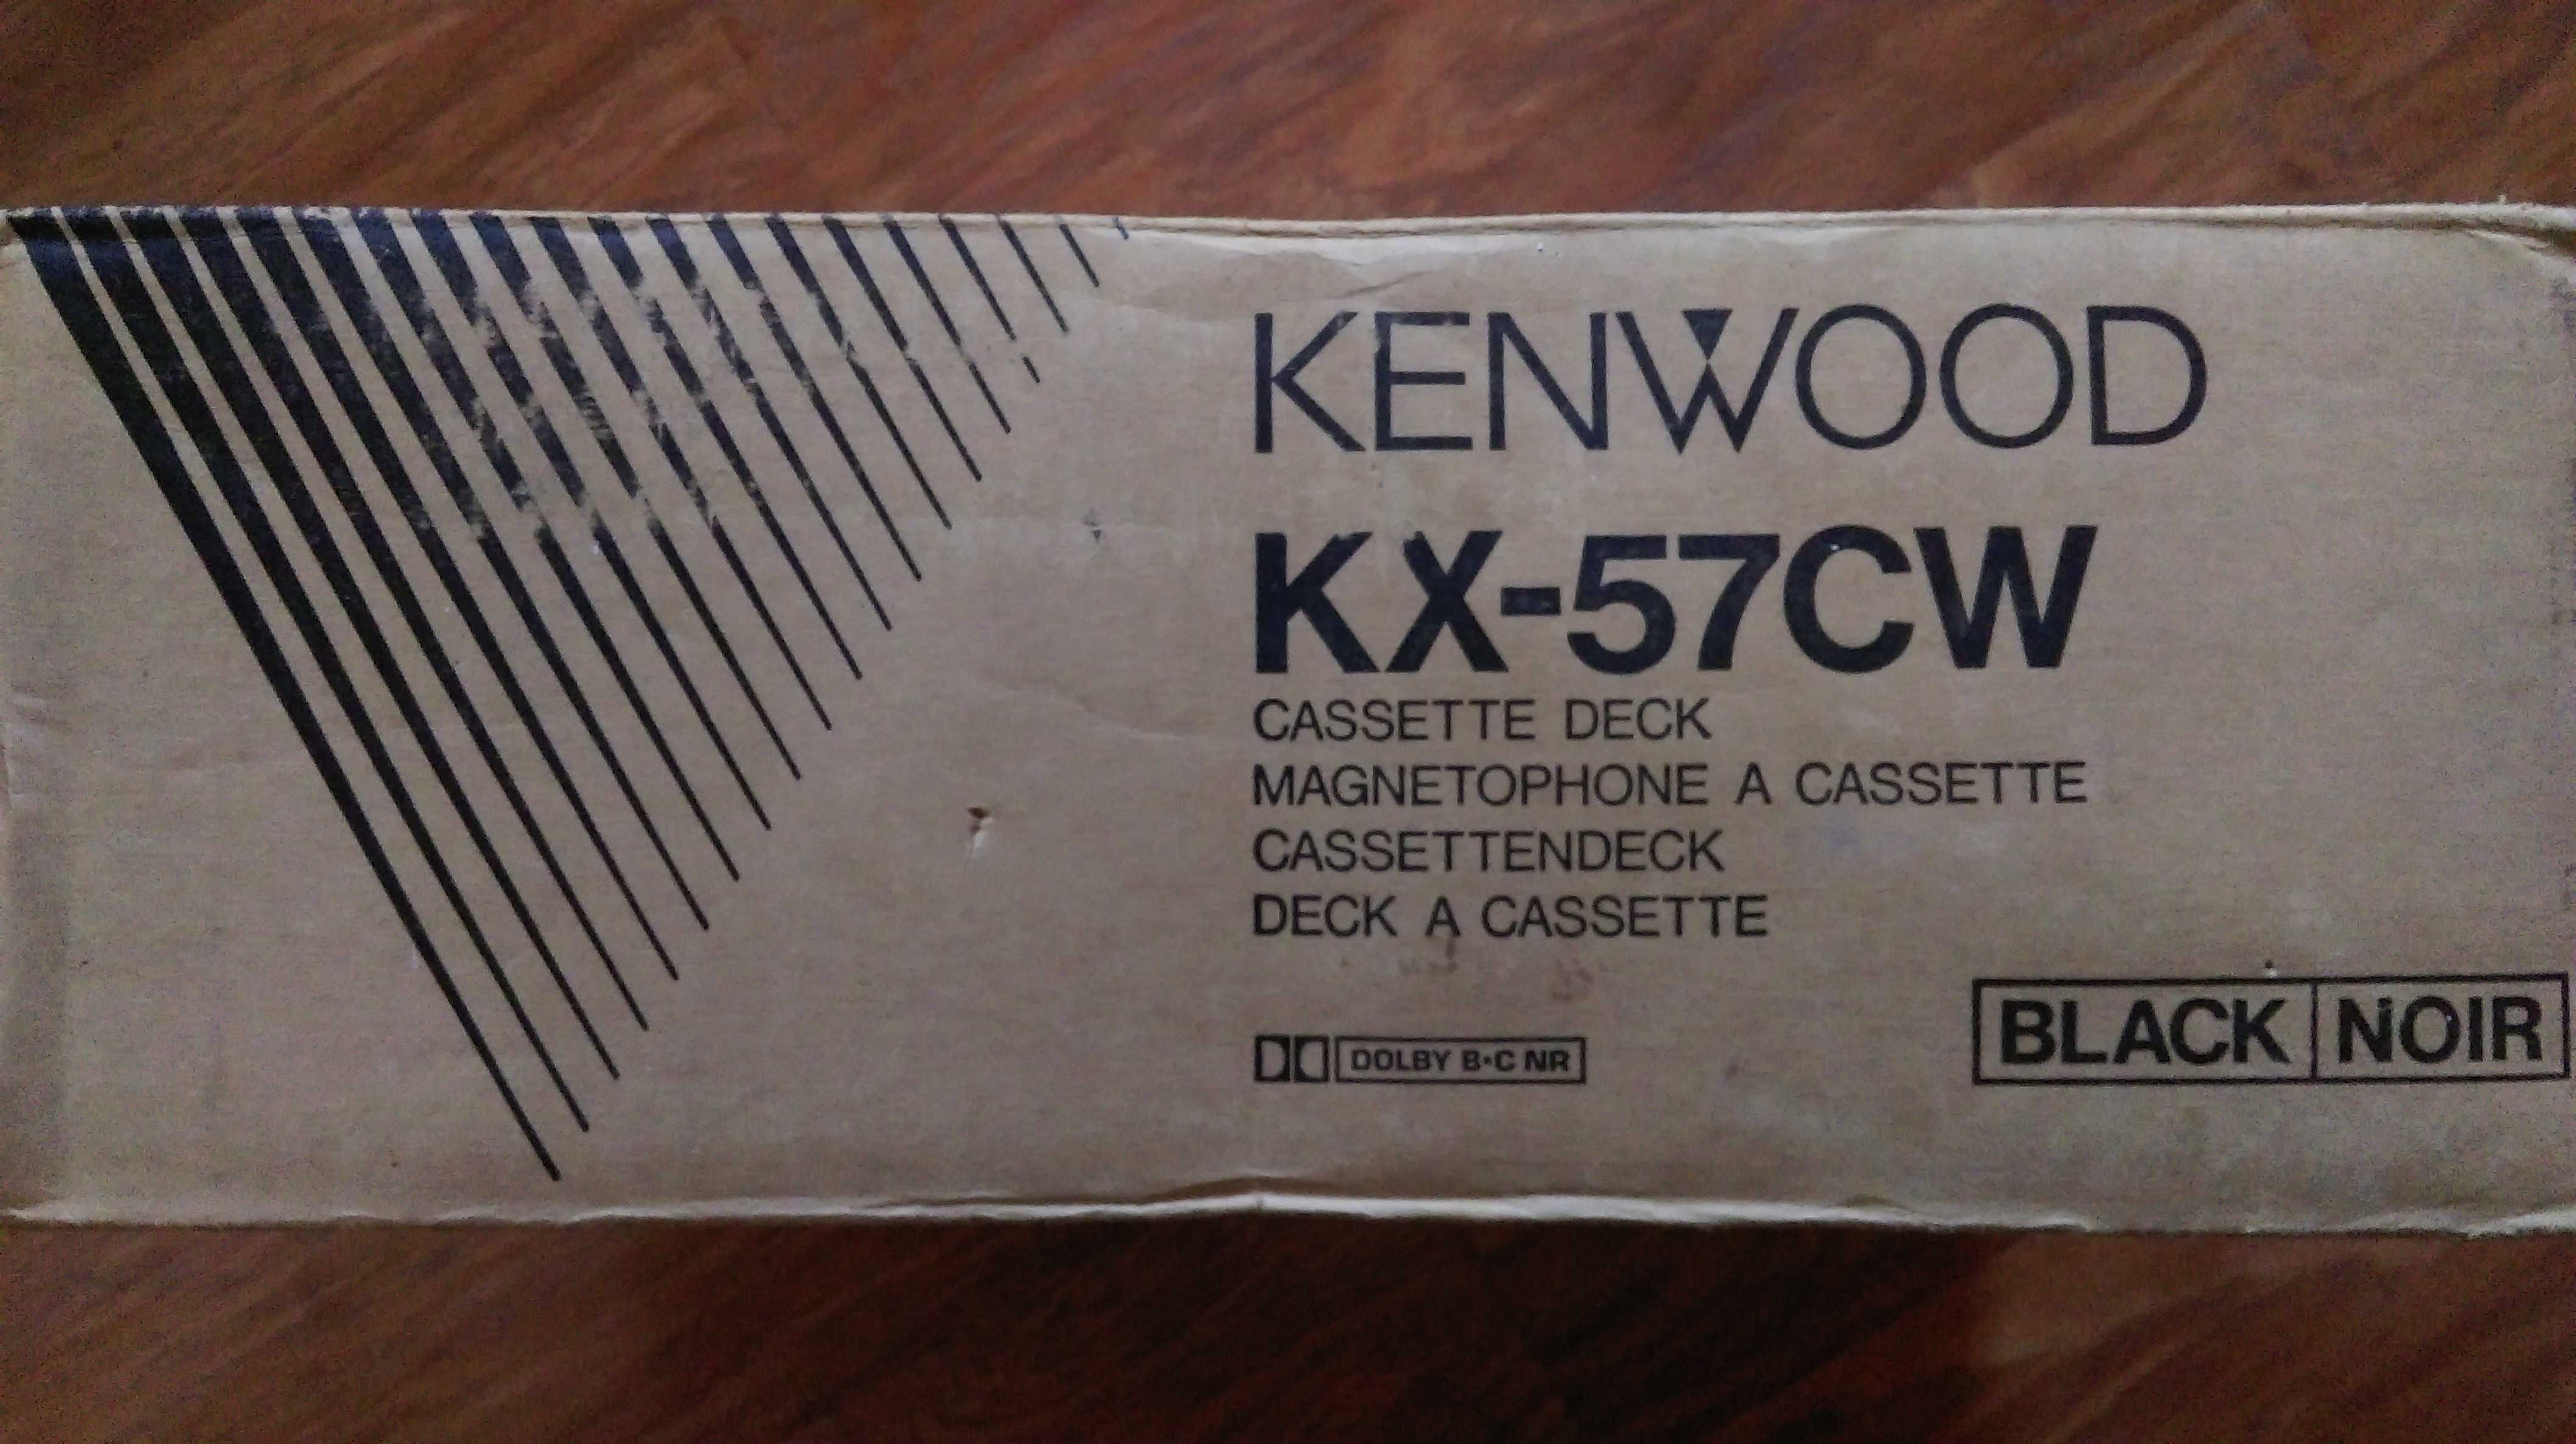 KENWOOD
KX-57CW
CASSETTE DECK
MAGNETOPHONE A CASSETTE
CASSETTENDECK
DECK A CASSETTE
DOLBY B·C NR
BLACK NOIR